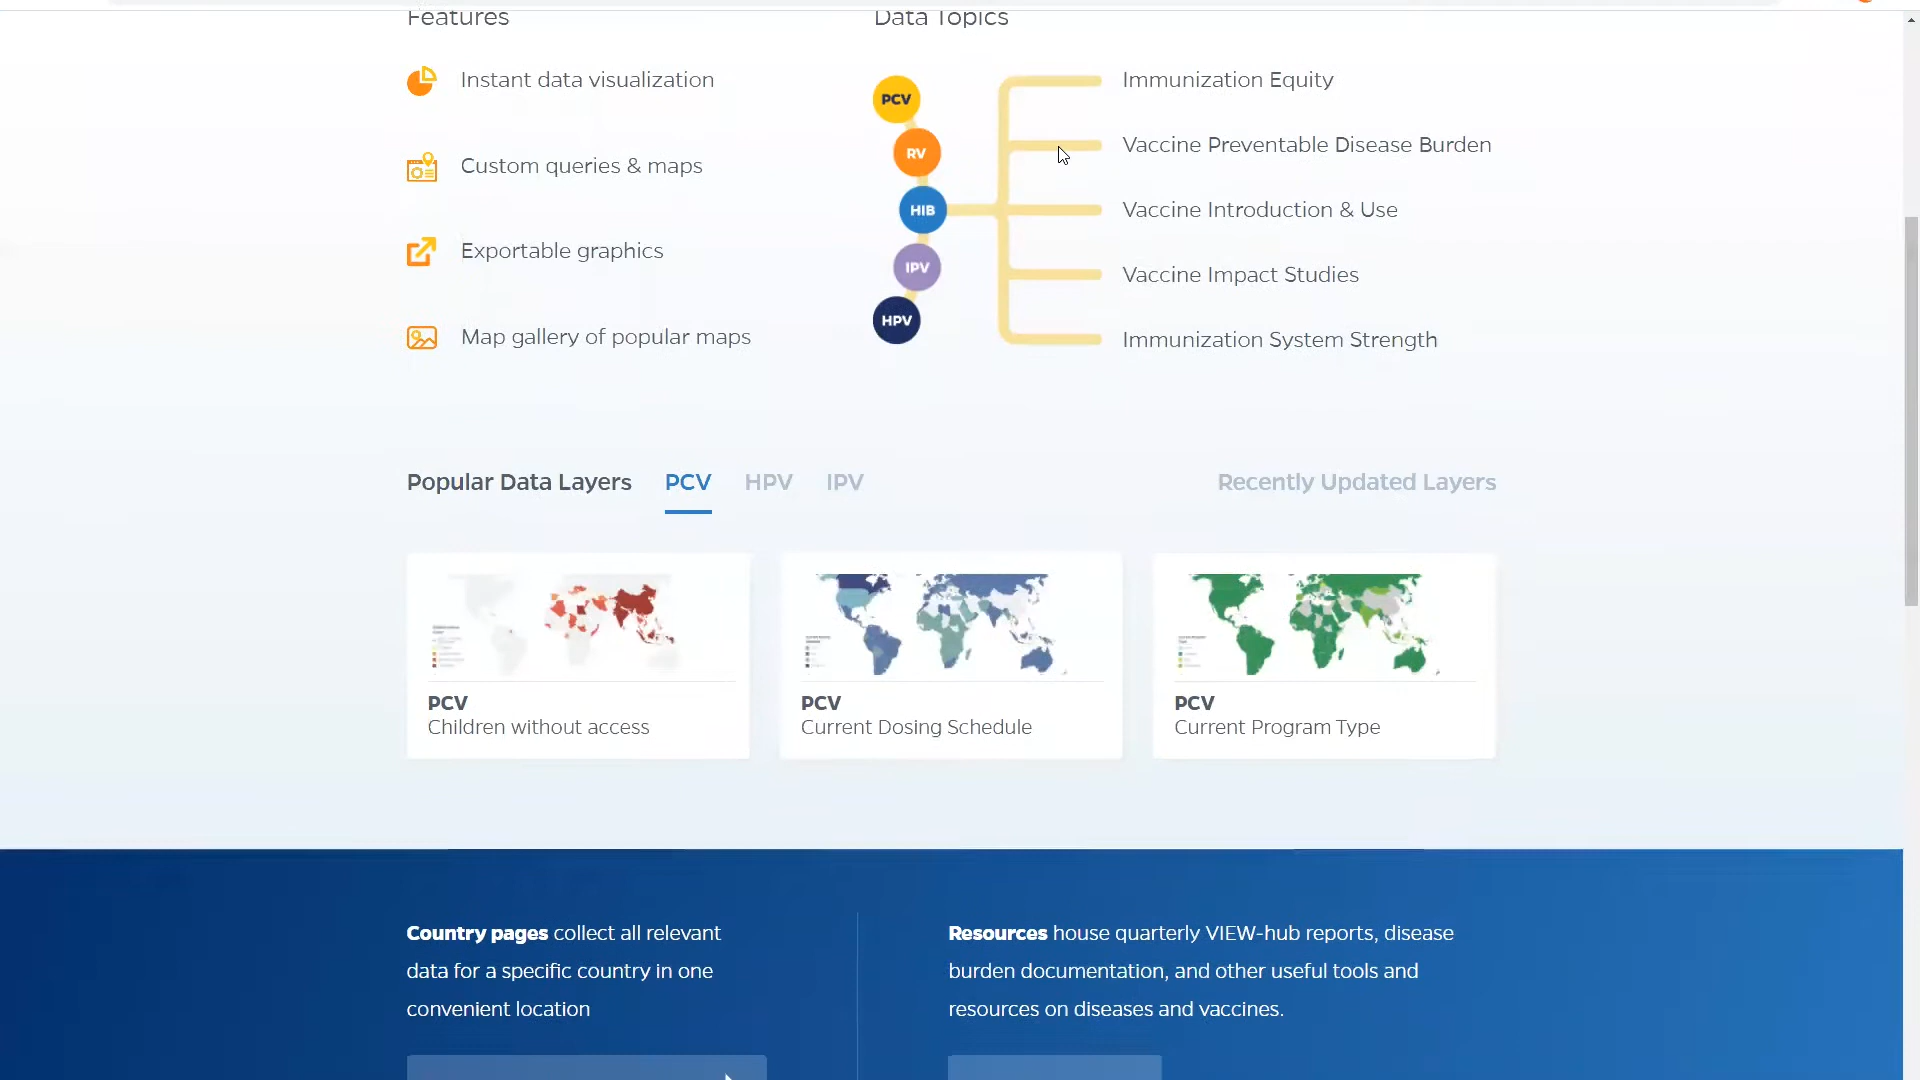 Features
Instant data visualization
Custom queries & maps
Exportable graphics
Map gallery of popular maps
Data Topics
PCV
RV
HIB
IPV
HPV
Immunization Equity
Vaccine Preventable Disease Burden
Vaccine Introduction & Use
Vaccine Impact Studies
Immunization System Strength
Popular Data Layers PCV HPV IPV Recently Updated Layers
PCV
Children without access
PCV
Current Dosing Schedule
PCV
Current Program Type
Country pages collect all relevant
data for a specific country in one
convenient location
Resources house quarterly VIEW-hub reports, disease
burden documentation, and other useful tools and
resources on diseases and vaccines.